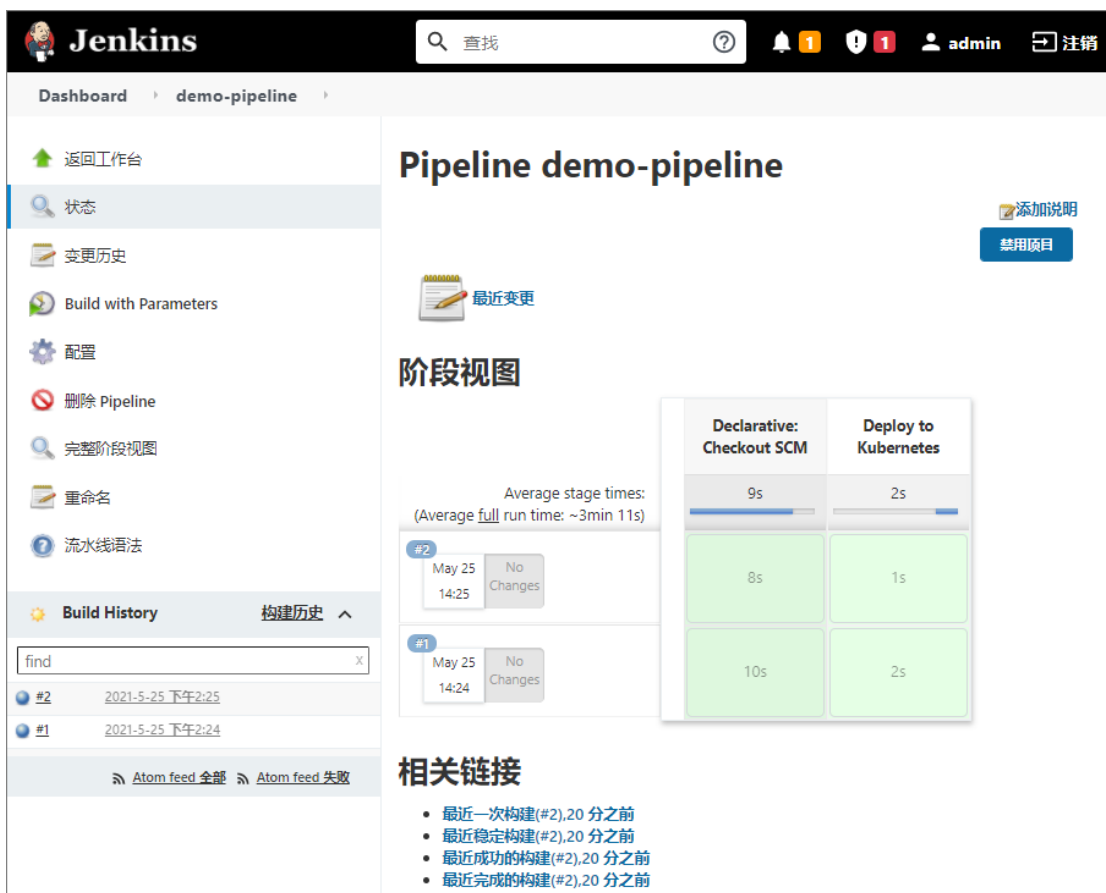 Jenkins
查找
1
1
admin
注销
Dashboard
demo-pipeline
返回工作台
状态
变更历史
Build with Parameters
配置
删除 Pipeline
完整阶段视图
重命名
流水线语法
Build History
构建历史
find
x
#2 2021-5-25 下午2:25
#1 2021-5-25 下午2:24
Atom feed 全部
Atom feed 失败
Pipeline demo-pipeline
添加说明
禁用项目
最近变更
阶段视图
Declarative:
Checkout SCM
Deploy to
Kubernetes
Average stage times:
(Average full run time: ~3min 11s)
9s
2s
#2
May 25
14:25
No
Changes
8s
1s
#1
May 25
14:24
No
Changes
10s
2s
相关链接
最近一次构建(#2),20 分之前
最近稳定构建(#2),20 分之前
最近成功的构建(#2),20 分之前
最近完成的构建(#2),20 分之前